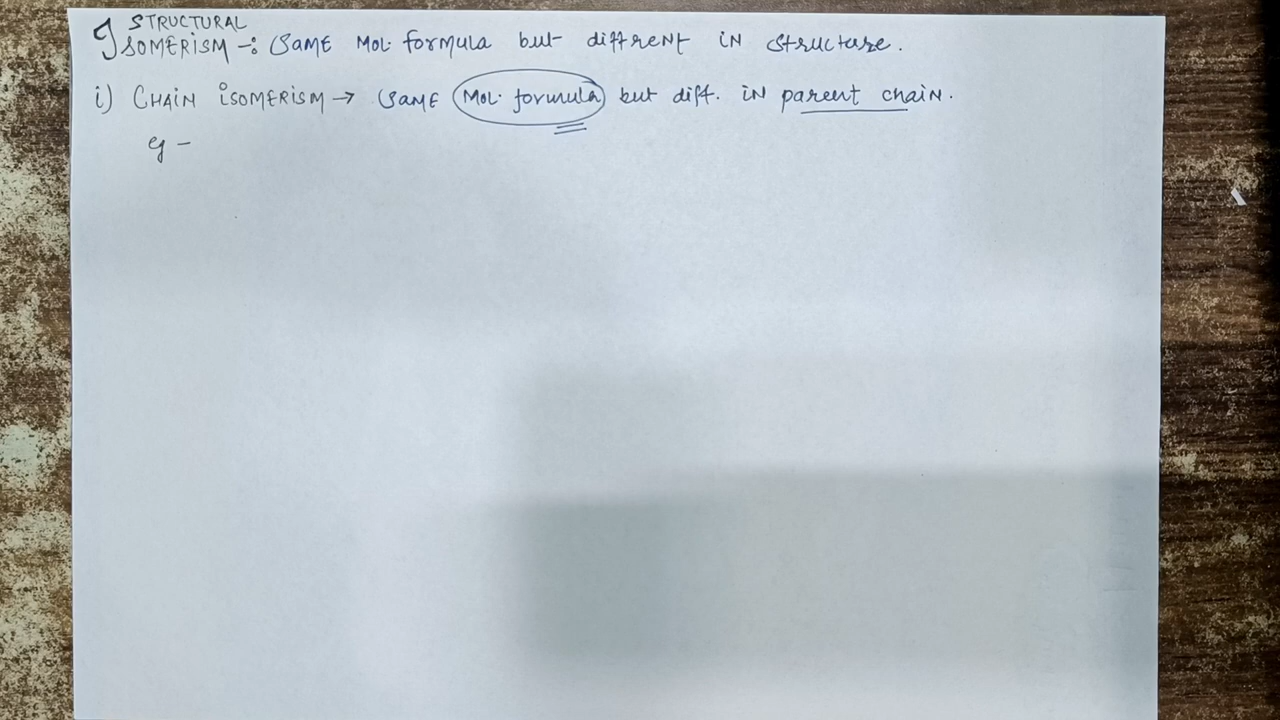 STRUCTURAL
ISOMERISM -: SAME MOL. formula but diffrent IN structure.
i) CHAIN ISOMERISM → SAME MOL. formula but diff. IN parent chain.
eg -